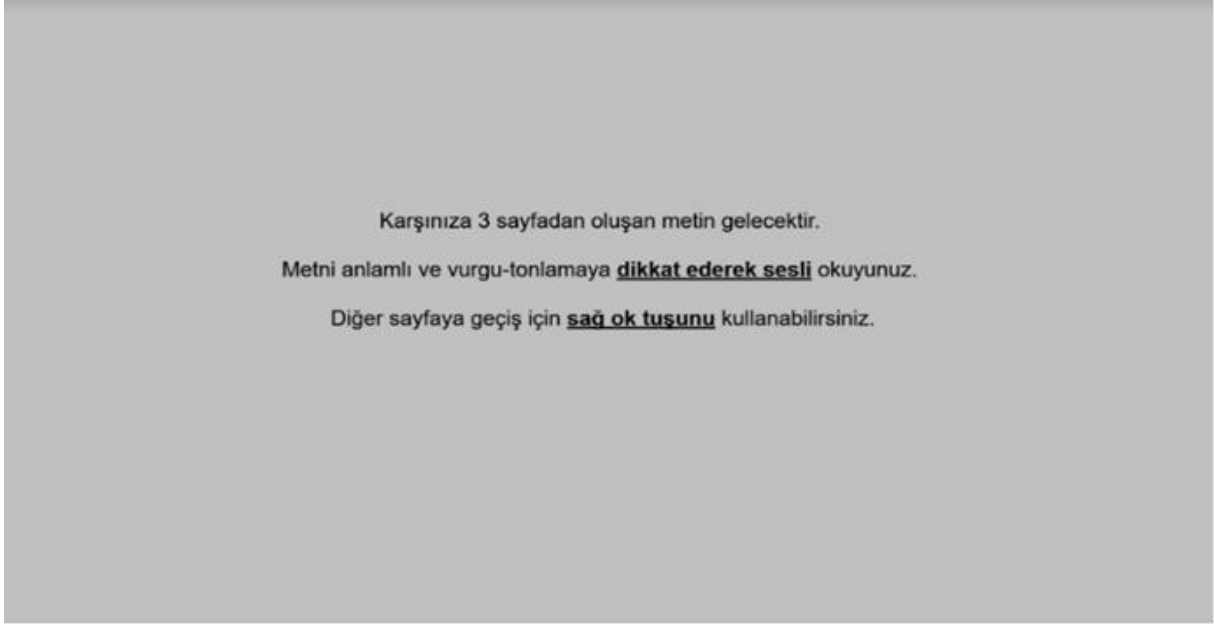 Karşınıza 3 sayfadan oluşan metin gelecektir.
Metni anlamlı ve vurgu-tonlamaya dikkat ederek sesli okuyunuz.
Diğer sayfaya geçiş için sağ ok tuşunu kullanabilirsiniz.